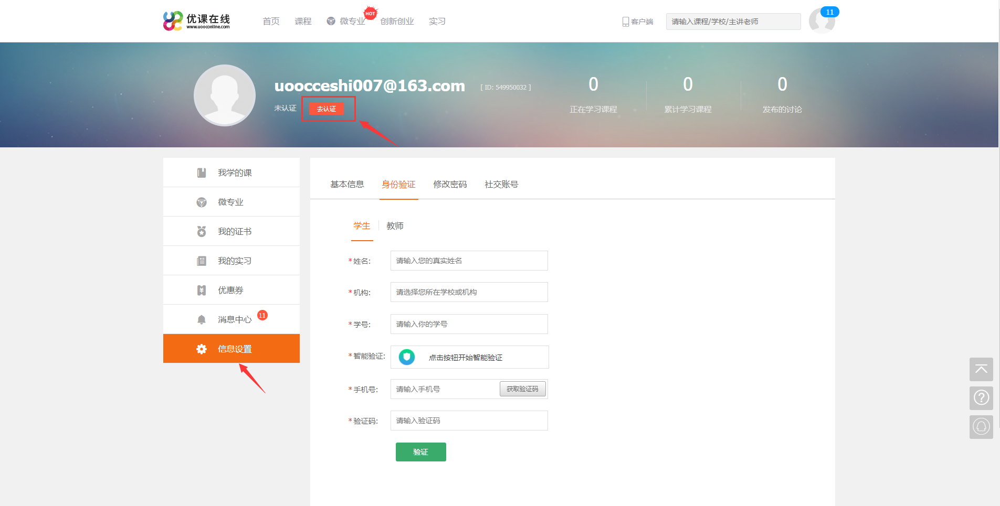 优课在线
www.uooconline.com
首页 课程 微专业 HOT 创新创业 实习
客户端 请输入课程/学校/主讲老师 11
uoocceshi007@163.com [ ID: 549950032 ]
未认证 去认证
0 0 0
正在学习课程 累计学习课程 发布的讨论
我学的课
微专业
我的证书
我的实习
优惠券
消息中心 11
信息设置
基本信息 身份验证 修改密码 社交账号
学生 教师
*姓名: 请输入您的真实姓名
*机构: 请选择您所在学校或机构
*学号: 请输入你的学号
*智能验证: 点击按钮开始智能验证
*手机号: 请输入手机号 获取验证码
*验证码: 请输入验证码
验证